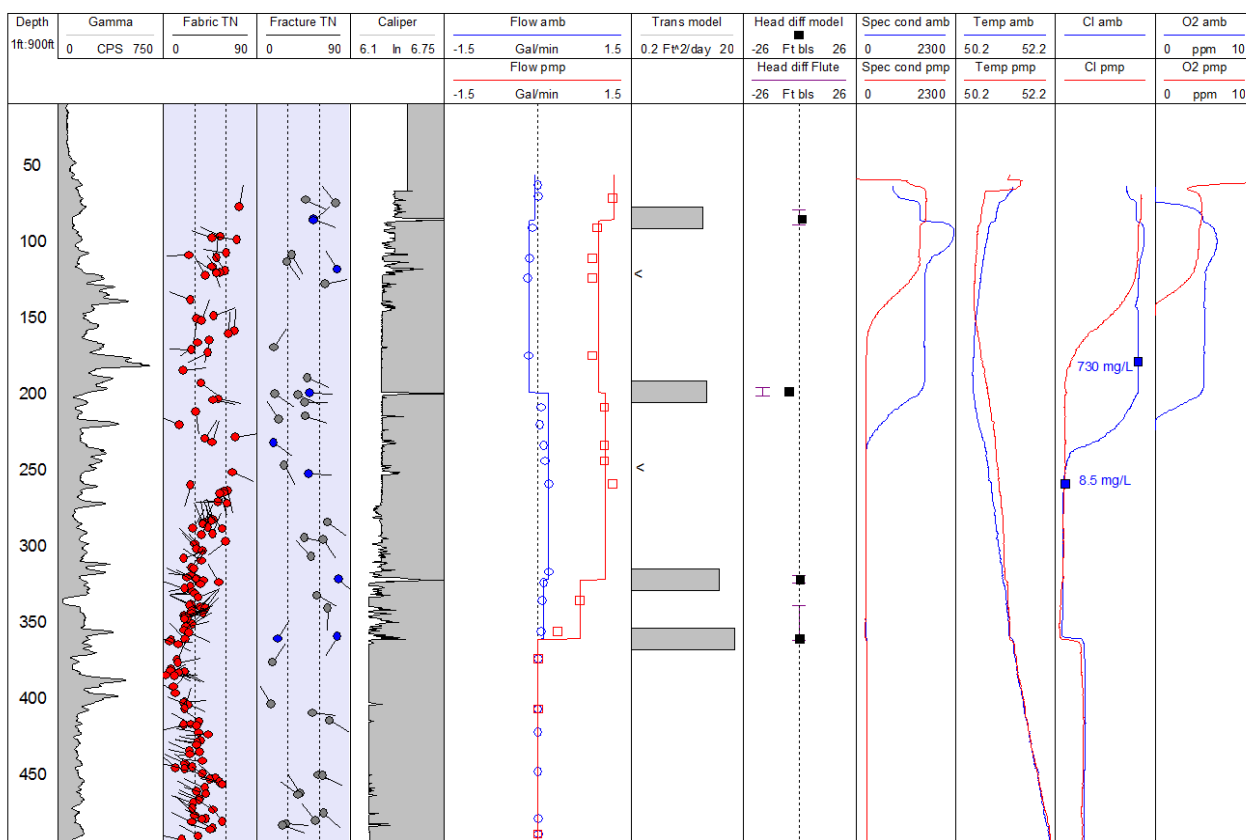 Depth Gamma Fabric TN Fracture TN Caliper Flow amb Trans model Head diff model Spec cond amb Temp amb Cl amb O2 amb
1ft:900ft 0 CPS 750 0 90 0 90 6.1 In 6.75 -1.5 Gal/min 1.5 0.2 Ft^2/day 20 -26 Ft bls 26 0 2300 50.2 52.2 0 ppm 10
Flow pmp Head diff Flute Spec cond pmp Temp pmp Cl pmp O2 pmp
-1.5 Gal/min 1.5 -26 Ft bls 26 0 2300 50.2 52.2 0 ppm 10
50
100
<
150
730 mg/L
200
250 <
8.5 mg/L
300
350
400
450